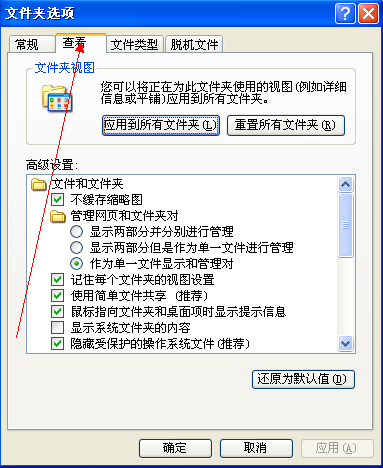 文件夹选项
常规 查看 文件类型 脱机文件
文件夹视图
您可以将正在为此文件夹使用的视图(例如详细
信息或平铺)应用到所有文件夹。
应用到所有文件夹(L) 重置所有文件夹(R)
高级设置:
文件和文件夹
不缓存缩略图
管理网页和文件夹对
显示两部分并分别进行管理
显示两部分但是作为单一文件进行管理
作为单一文件显示和管理对
记住每个文件夹的视图设置
使用简单文件共享(推荐)
鼠标指向文件夹和桌面项时显示提示信息
显示系统文件夹的内容
隐藏受保护的操作系统文件(推荐)
还原为默认值(D)
确定 取消 应用(A)